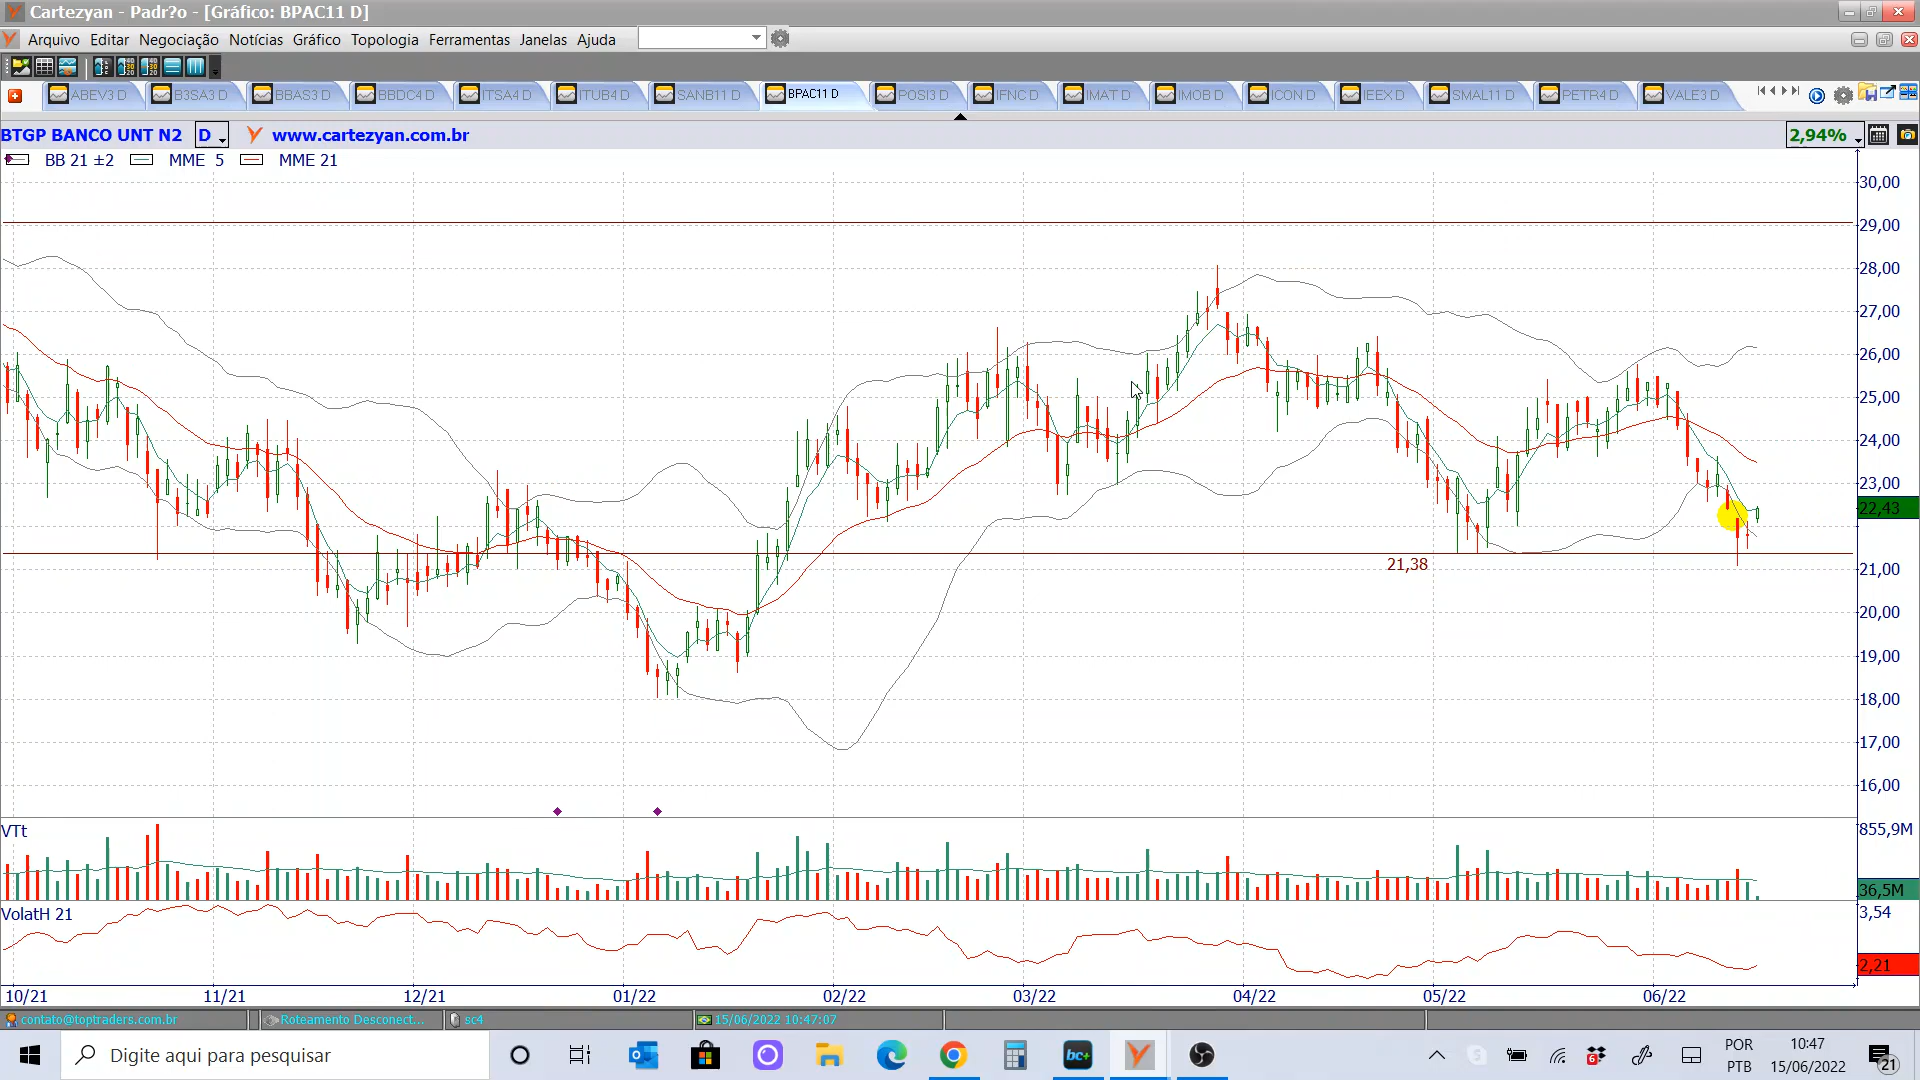 Cartezyan - Padr?o - [Gráfico: BPAC11 D]
Arquivo Editar Negociação Notícias Gráfico Topologia Ferramentas Janelas Ajuda
ABEV3 D B3SA3 D BBAS3 D BBDC4 D ITSA4 D ITUB4 D SANB11 D BPAC11 D POSI3 D IFNC D IMAT D IMOB D ICON D IEEX D SMAL11 D PETR4 D VALE3 D
BTGP BANCO UNT N2 D www.cartezyan.com.br 2,94%
BB 21 ±2 MME 5 MME 21
30,00
29,00
28,00
27,00
26,00
25,00
24,00
23,00
22,43
21,38
21,00
20,00
19,00
18,00
17,00
16,00
VTt 855,9M
36,5M
VolatH 21 3,54
2,21
10/21 11/21 12/21 01/22 02/22 03/22 04/22 05/22 06/22
contato@toptraders.com.br Roteamento Desconect... sc4 15/06/2022 10:47:07
Digite aqui para pesquisar bc+ 6 POR 10:47
PTB 15/06/2022 21